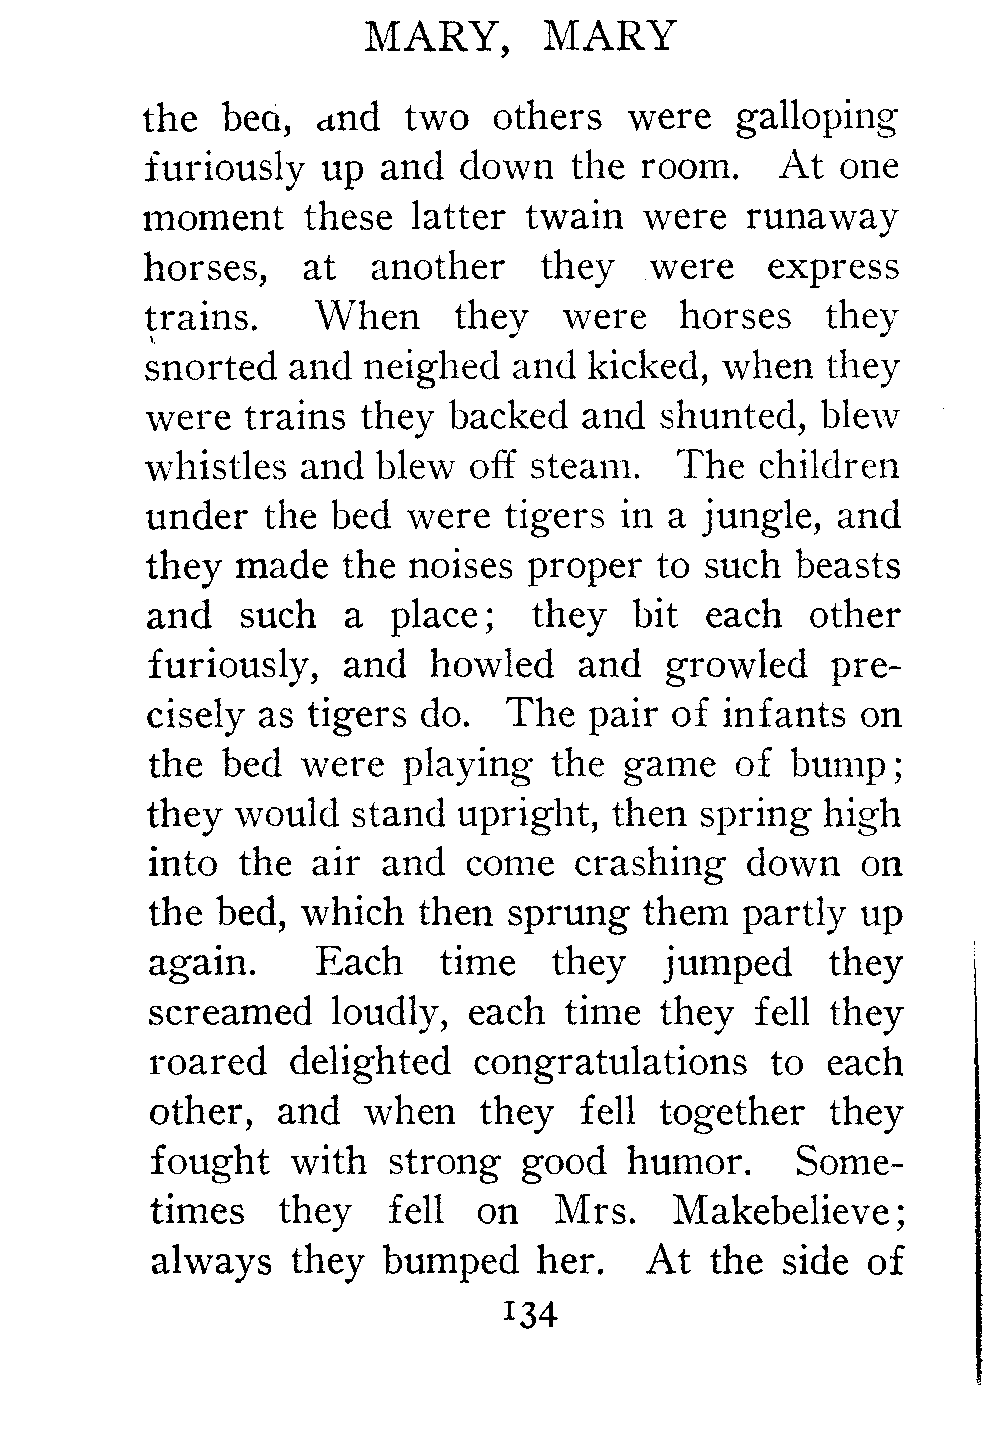 MARY, MARY
the bed, and two others were galloping
furiously up and down the room. At one
moment these latter twain were runaway
horses, at another they were express
trains. When they were horses they
snorted and neighed and kicked, when they
were trains they backed and shunted, blew
whistles and blew off steam. The children
under the bed were tigers in a jungle, and
they made the noises proper to such beasts
and such a place; they bit each other
furiously, and howled and growled pre-
cisely as tigers do. The pair of infants on
the bed were playing the game of bump;
they would stand upright, then spring high
into the air and come crashing down on
the bed, which then sprung them partly up
again. Each time they jumped they
screamed loudly, each time they fell they
roared delighted congratulations to each
other, and when they fell together they
fought with strong good humor. Some-
times they fell on Mrs. Makebelieve;
always they bumped her. At the side of
134